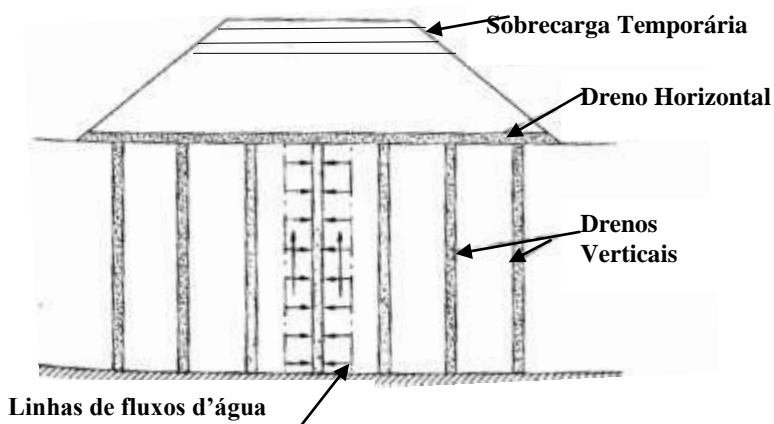 Sobrecarga Temporária
Dreno Horizontal
Drenos
Verticais
Linhas de fluxos d’água